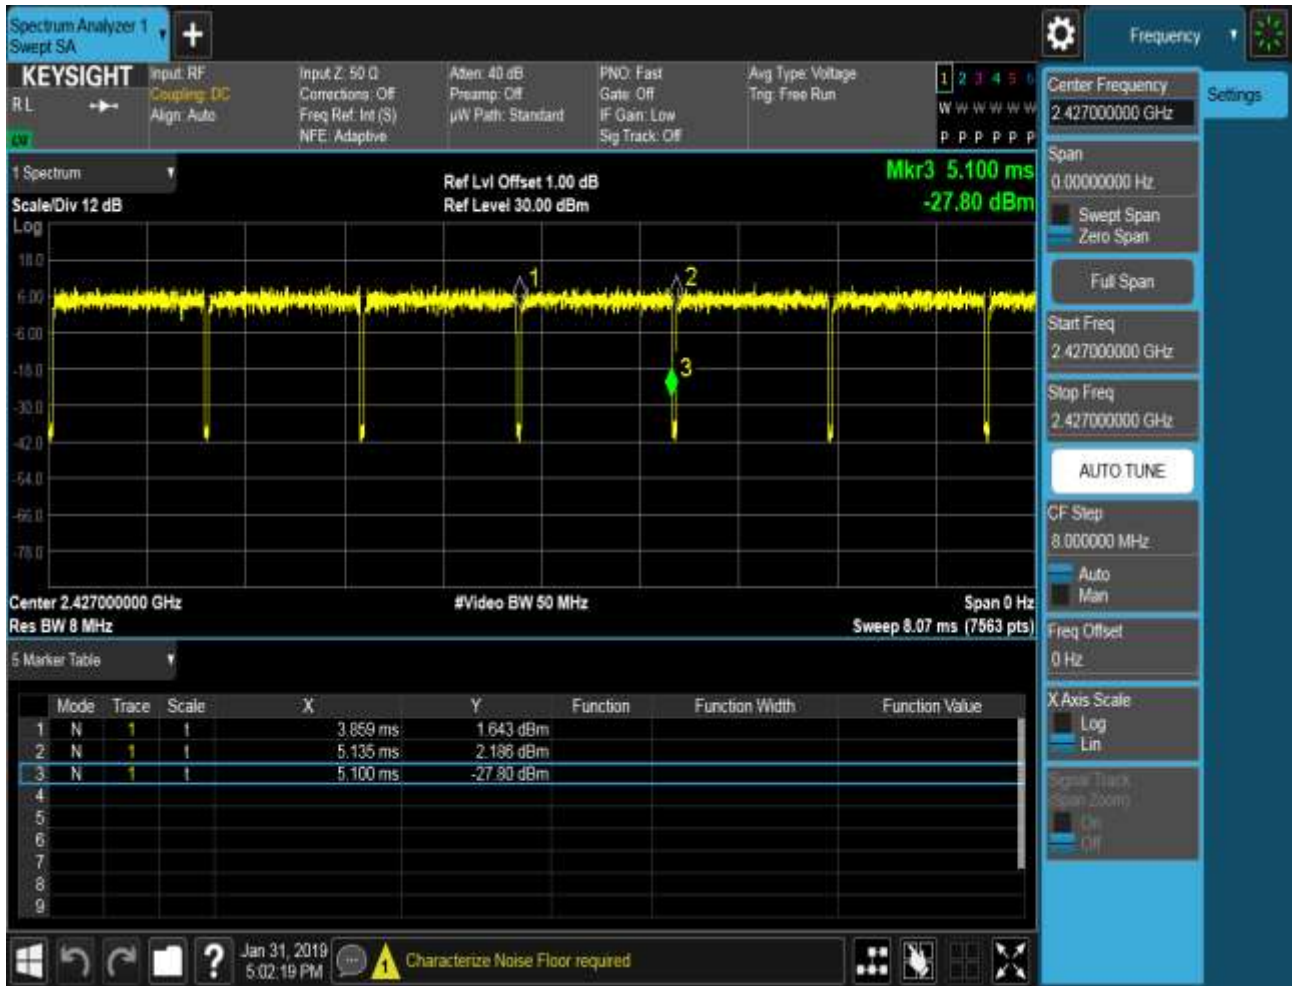 Spectrum Analyzer 1
Swept SA
+
Frequency
KEYSIGHT
R L
Input: RF
Coupling: DC
Align: Auto
Input Z: 50 Ω
Corrections: Off
Freq Ref: Int (S)
NFE: Adaptive
Atten: 40 dB
Preamp: Off
µW Path: Standard
PNO: Fast
Gate: Off
IF Gain: Low
Sig Track: Off
Avg Type: Voltage
Trig: Free Run
1 2 3 4 5 6
W W W W W W
P P P P P P
Center Frequency
2.427000000 GHz
Settings
Span
0.00000000 Hz
Swept Span
Zero Span
Full Span
Start Freq
2.427000000 GHz
Stop Freq
2.427000000 GHz
AUTO TUNE
CF Step
8.000000 MHz
Auto
Man
Freq Offset
0 Hz
X Axis Scale
Log
Lin
Signal Track
(Span Zoom)
On
Off
1 Spectrum
Scale/Div 12 dB
Log
Ref Lvl Offset 1.00 dB
Ref Level 30.00 dBm
Mkr3 5.100 ms
-27.80 dBm
18.0
6.00
-6.00
-18.0
-30.0
-42.0
-54.0
-66.0
-78.0
1
2
3
Center 2.427000000 GHz
#Video BW 50 MHz
Span 0 Hz
Res BW 8 MHz
Sweep 8.07 ms (7563 pts)
5 Marker Table
Mode Trace Scale X Y Function Function Width Function Value
1 N 1 t 3.859 ms 1.643 dBm
2 N 1 t 5.135 ms 2.186 dBm
3 N 1 t 5.100 ms -27.80 dBm
4
5
6
7
8
9
?
Jan 31, 2019
5:02:19 PM
1
Characterize Noise Floor required